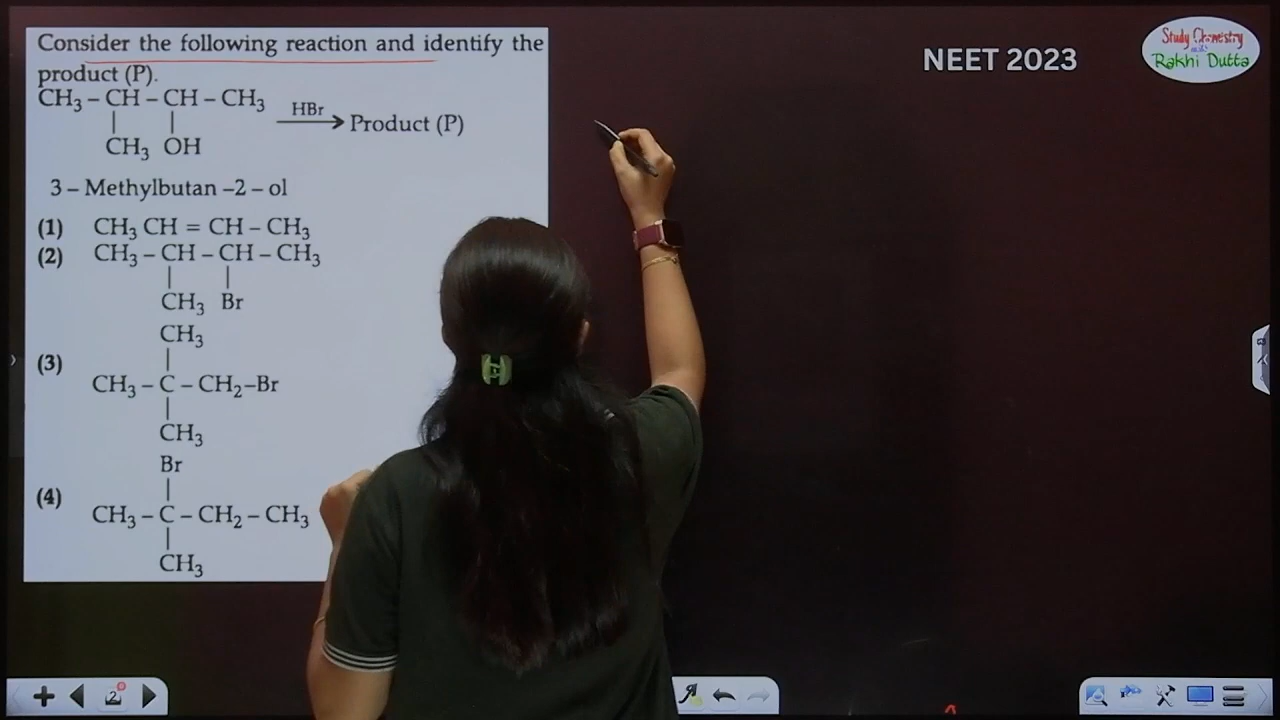 Consider the following reaction and identify the
product (P).
CH₃ – CH – CH – CH₃
HBr
Product (P)
CH₃ OH
3 – Methylbutan –2 – ol
(1) CH₃ CH = CH – CH₃
(2) CH₃ – CH – CH – CH₃
CH₃ Br
CH₃
(3)
CH₃ – C – CH₂–Br
CH₃
Br
(4)
CH₃ – C – CH₂ – CH₃
CH₃
NEET 2023
Study Chemistry
with
Rakhi Dutta
2